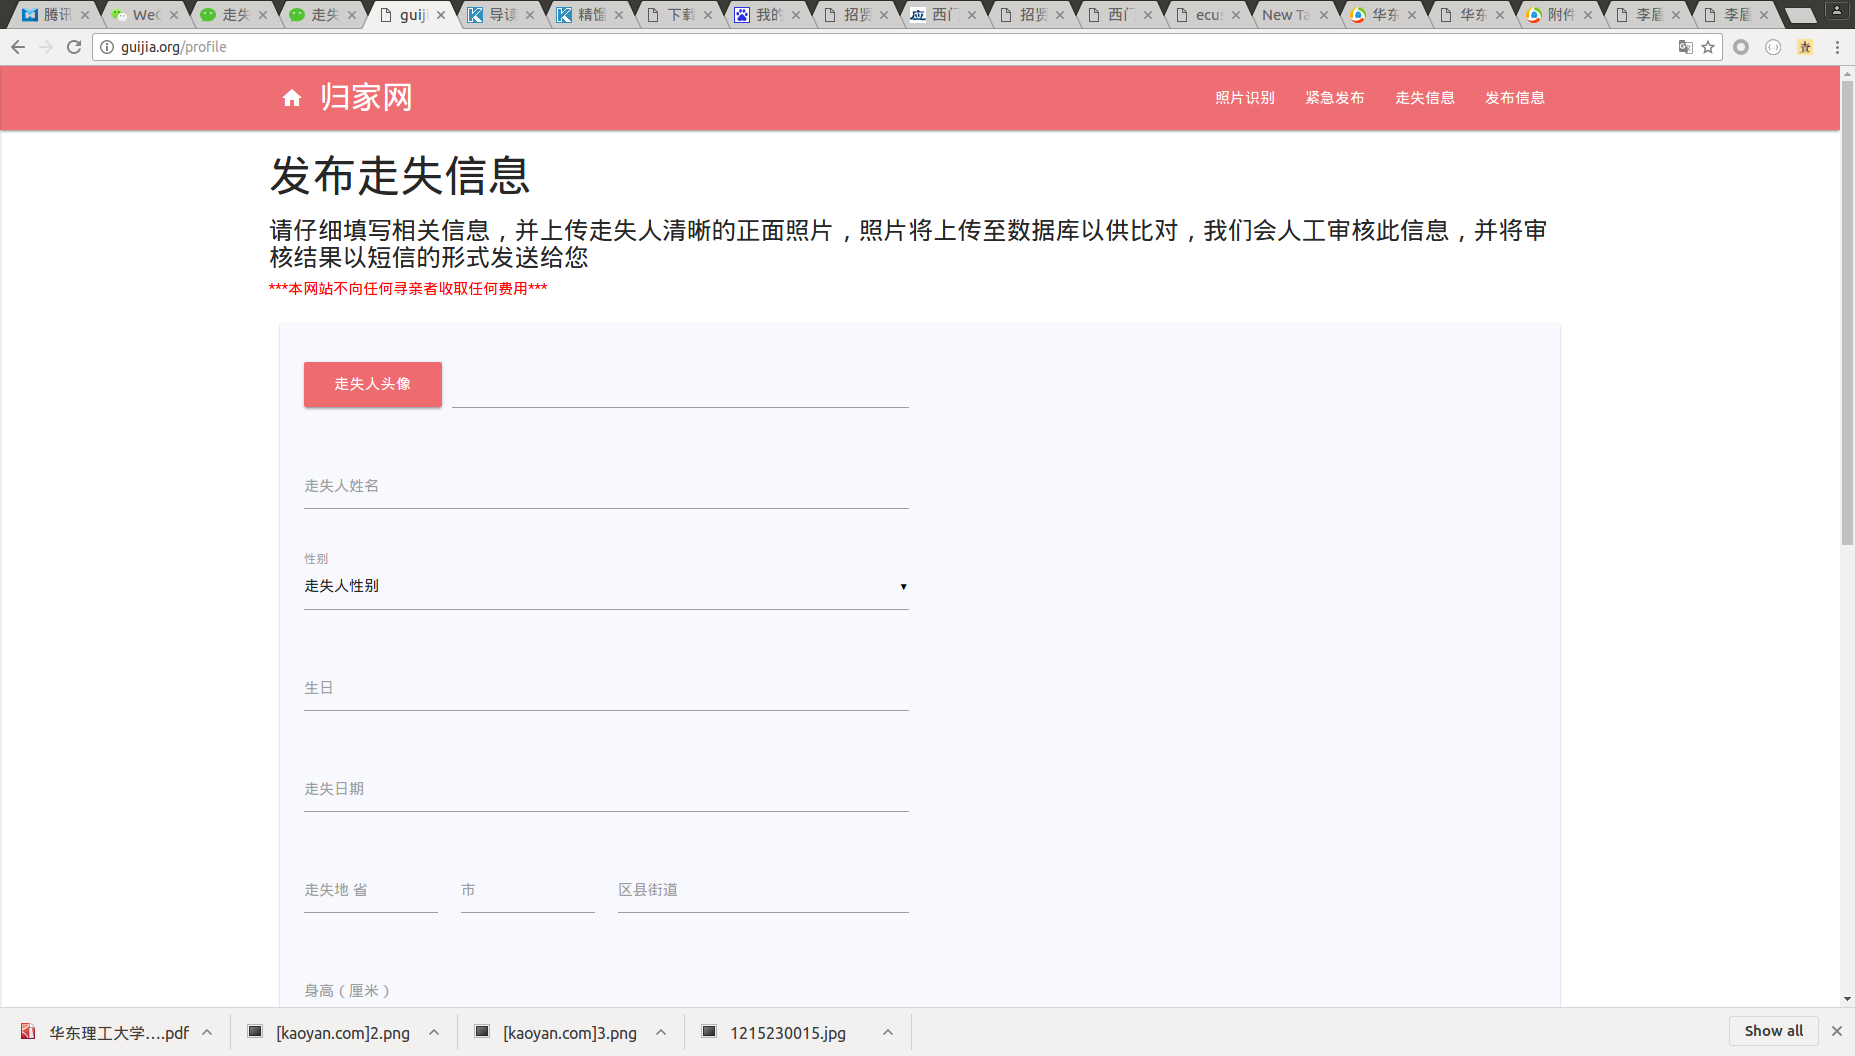 腾讯
WeC
走失
走失
guiji
导读
精馏
下载
我的
招贤
西门
招贤
西门
ecus
New Ta
华东
华东
附件
李眉
李眉
guijia.org/profile
归家网
照片识别
紧急发布
走失信息
发布信息
发布走失信息
请仔细填写相关信息，并上传走失人清晰的正面照片，照片将上传至数据库以供比对，我们会人工审核此信息，并将审
核结果以短信的形式发送给您
***本网站不向任何寻亲者收取任何费用***
走失人头像
走失人姓名
性别
走失人性别
生日
走失日期
走失地 省
市
区县街道
身高（厘米）
华东理工大学....pdf
[kaoyan.com]2.png
[kaoyan.com]3.png
1215230015.jpg
Show all